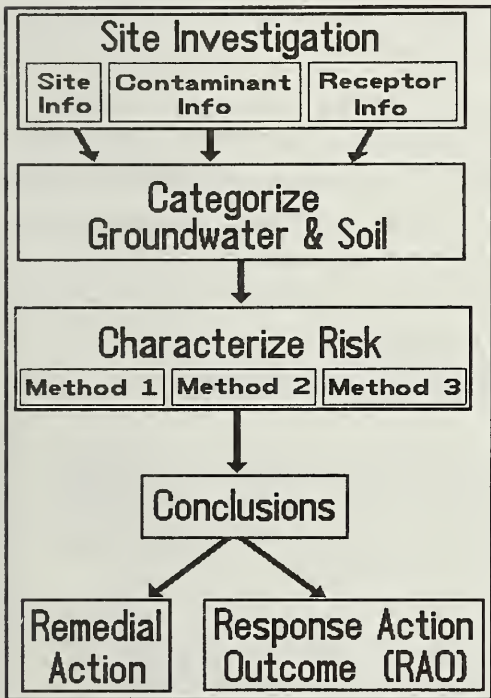 Site Investigation
Site
Info
Contaminant
Info
Receptor
Info
Categorize
Groundwater & Soil
Characterize Risk
Method 1
Method 2
Method 3
Conclusions
Remedial
Action
Response Action
Outcome (RAO)